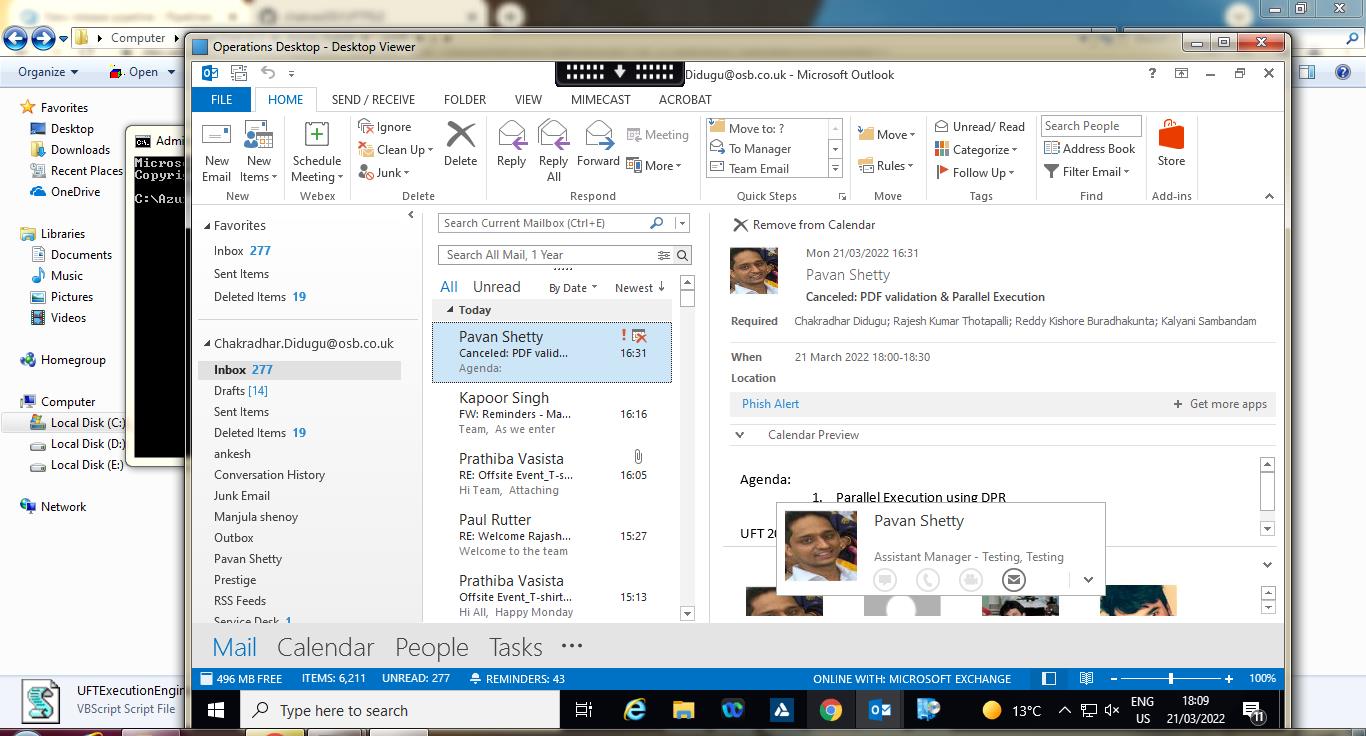 Computer
Organize
Open
Favorites
Desktop
Downloads
Recent Places
OneDrive
Libraries
Documents
Music
Pictures
Videos
Homegroup
Computer
Local Disk (C:)
Local Disk (D:)
Local Disk (E:)
Network
UFTExecutionEngin
VBScript Script File
Admi
Microso
Copyrig
C:\Azu
Operations Desktop - Desktop Viewer
Didugu@osb.co.uk - Microsoft Outlook
FILE HOME SEND / RECEIVE FOLDER VIEW MIMECAST ACROBAT
New Email
New Items
New
Schedule Meeting
Webex
Ignore
Clean Up
Junk
Delete
Delete
Reply
Reply All
Forward
Meeting
More
Respond
Move to: ?
To Manager
Team Email
Quick Steps
Move
Rules
Move
Unread/ Read
Categorize
Follow Up
Tags
Search People
Address Book
Filter Email
Find
Store
Add-ins
Favorites
Inbox 277
Sent Items
Deleted Items 19
Chakradhar.Didugu@osb.co.uk
Inbox 277
Drafts [14]
Sent Items
Deleted Items 19
ankesh
Conversation History
Junk Email
Manjula shenoy
Outbox
Pavan Shetty
Prestige
RSS Feeds
Service Desk 1
Search Current Mailbox (Ctrl+E)
Search All Mail, 1 Year
All Unread By Date Newest
Today
Pavan Shetty
Canceled: PDF valid... 16:31
Agenda:
Kapoor Singh
FW: Reminders - Ma... 16:16
Team, As we enter
Prathiba Vasista
RE: Offsite Event_T-s... 16:05
Hi Team, Attaching
Paul Rutter
RE: Welcome Rajash... 15:27
Welcome to the team
Prathiba Vasista
Offsite Event_T-shirt... 15:13
Hi All, Happy Monday
Remove from Calendar
Mon 21/03/2022 16:31
Pavan Shetty
Canceled: PDF validation & Parallel Execution
Required Chakradhar Didugu; Rajesh Kumar Thotapalli; Reddy Kishore Buradhakunta; Kalyani Sambandam
When 21 March 2022 18:00-18:30
Location
Phish Alert + Get more apps
Calendar Preview
Agenda:
1. Parallel Execution using DPR
UFT 20
Pavan Shetty
Assistant Manager - Testing, Testing
Mail Calendar People Tasks ...
496 MB FREE ITEMS: 6,211 UNREAD: 277 REMINDERS: 43 ONLINE WITH: MICROSOFT EXCHANGE 100%
Type here to search
13°C
ENG
US
18:09
21/03/2022
11